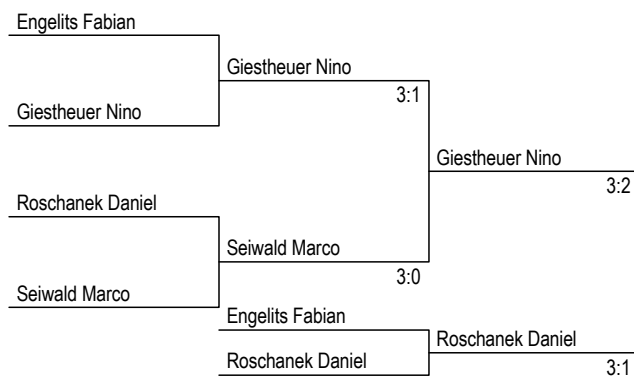 Engelits Fabian
Giestheuer Nino
3:1
Giestheuer Nino
Giestheuer Nino
3:2
Roschanek Daniel
Seiwald Marco
3:0
Seiwald Marco
Engelits Fabian
Roschanek Daniel
Roschanek Daniel
3:1